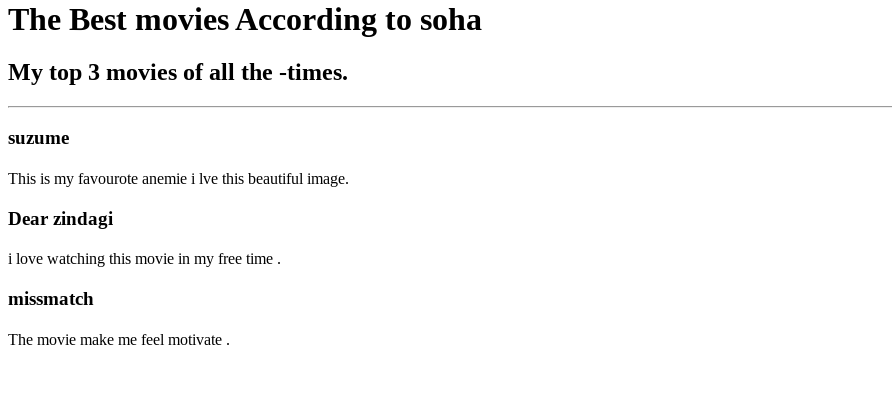 The Best movies According to soha
My top 3 movies of all the -times.
suzume
This is my favourote anemie i lve this beautiful image.
Dear zindagi
i love watching this movie in my free time .
missmatch
The movie make me feel motivate .